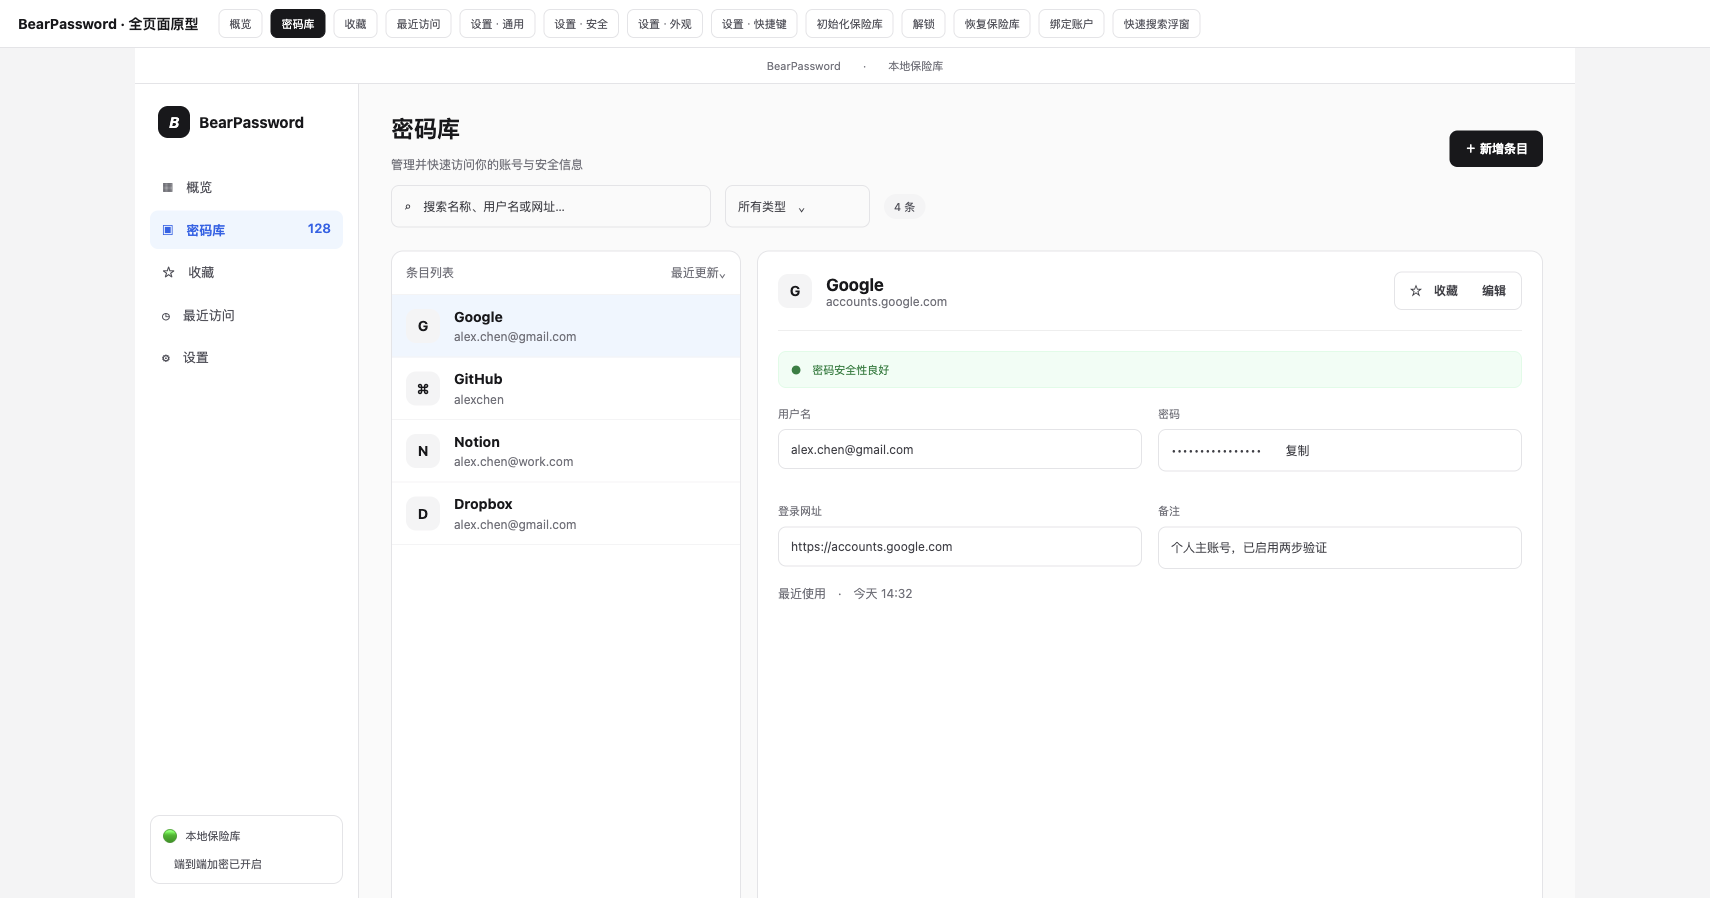 BearPassword · 全页面原型
概览
密码库
收藏
最近访问
设置 · 通用
设置 · 安全
设置 · 外观
设置 · 快捷键
初始化保险库
解锁
恢复保险库
绑定账户
快速搜索浮窗
BearPassword · 本地保险库
B BearPassword
概览
密码库 128
收藏
最近访问
设置
本地保险库
端到端加密已开启
密码库
管理并快速访问你的账号与安全信息
+ 新增条目
搜索名称、用户名或网址...
所有类型
4 条
条目列表 最近更新
G Google
alex.chen@gmail.com
⌘ GitHub
alexchen
N Notion
alex.chen@work.com
D Dropbox
alex.chen@gmail.com
G Google
accounts.google.com
☆ 收藏 编辑
密码安全性良好
用户名
alex.chen@gmail.com
密码
•••••••••••••••• 复制
登录网址
https://accounts.google.com
备注
个人主账号，已启用两步验证
最近使用 · 今天 14:32